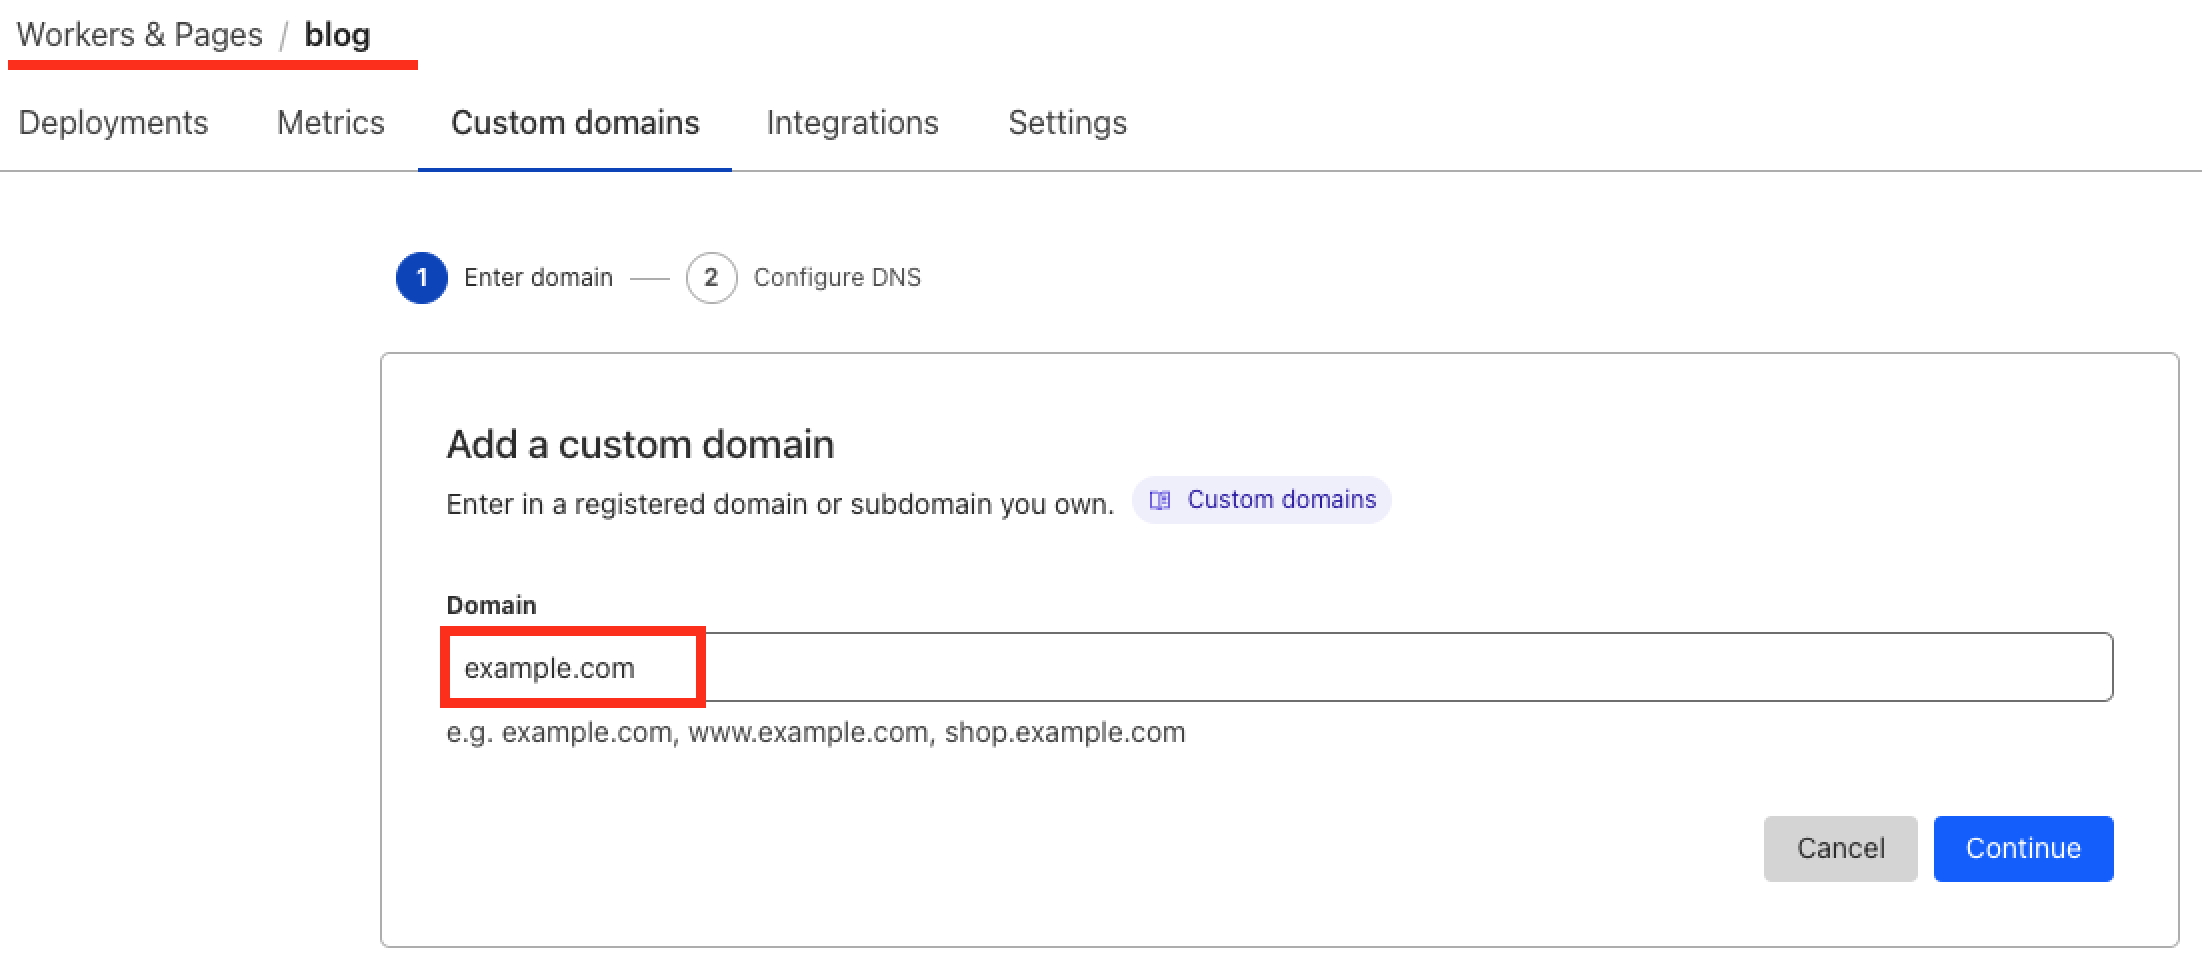 Workers & Pages / blog
Deployments Metrics Custom domains Integrations Settings
1 Enter domain 2 Configure DNS
Add a custom domain
Enter in a registered domain or subdomain you own. Custom domains
Domain
example.com
e.g. example.com, www.example.com, shop.example.com
Cancel Continue